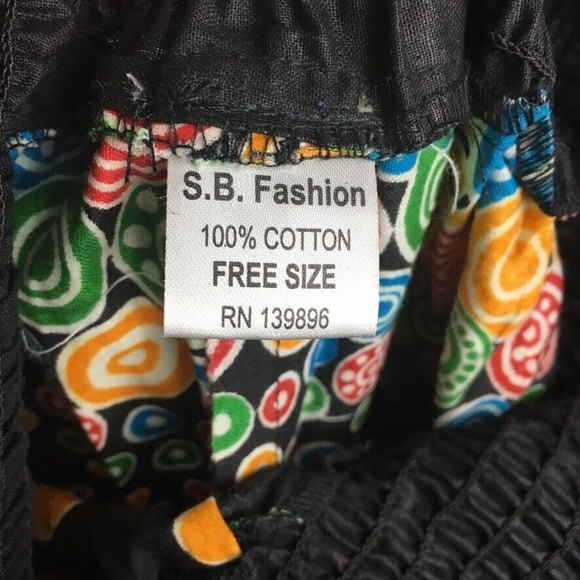 S.B. Fashion
100% COTTON
FREE SIZE
RN 139896